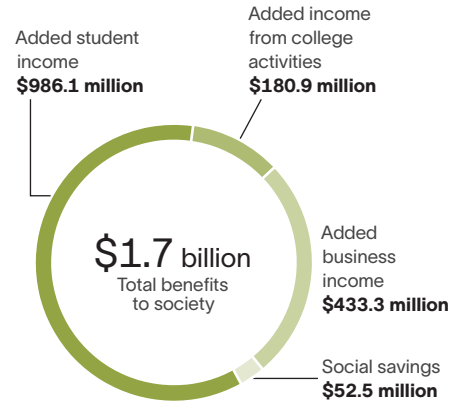 Added student
income
$986.1 million
Added income
from college
activities
$180.9 million
$1.7 billion
Total benefits
to society
Added
business
income
$433.3 million
Social savings
$52.5 million